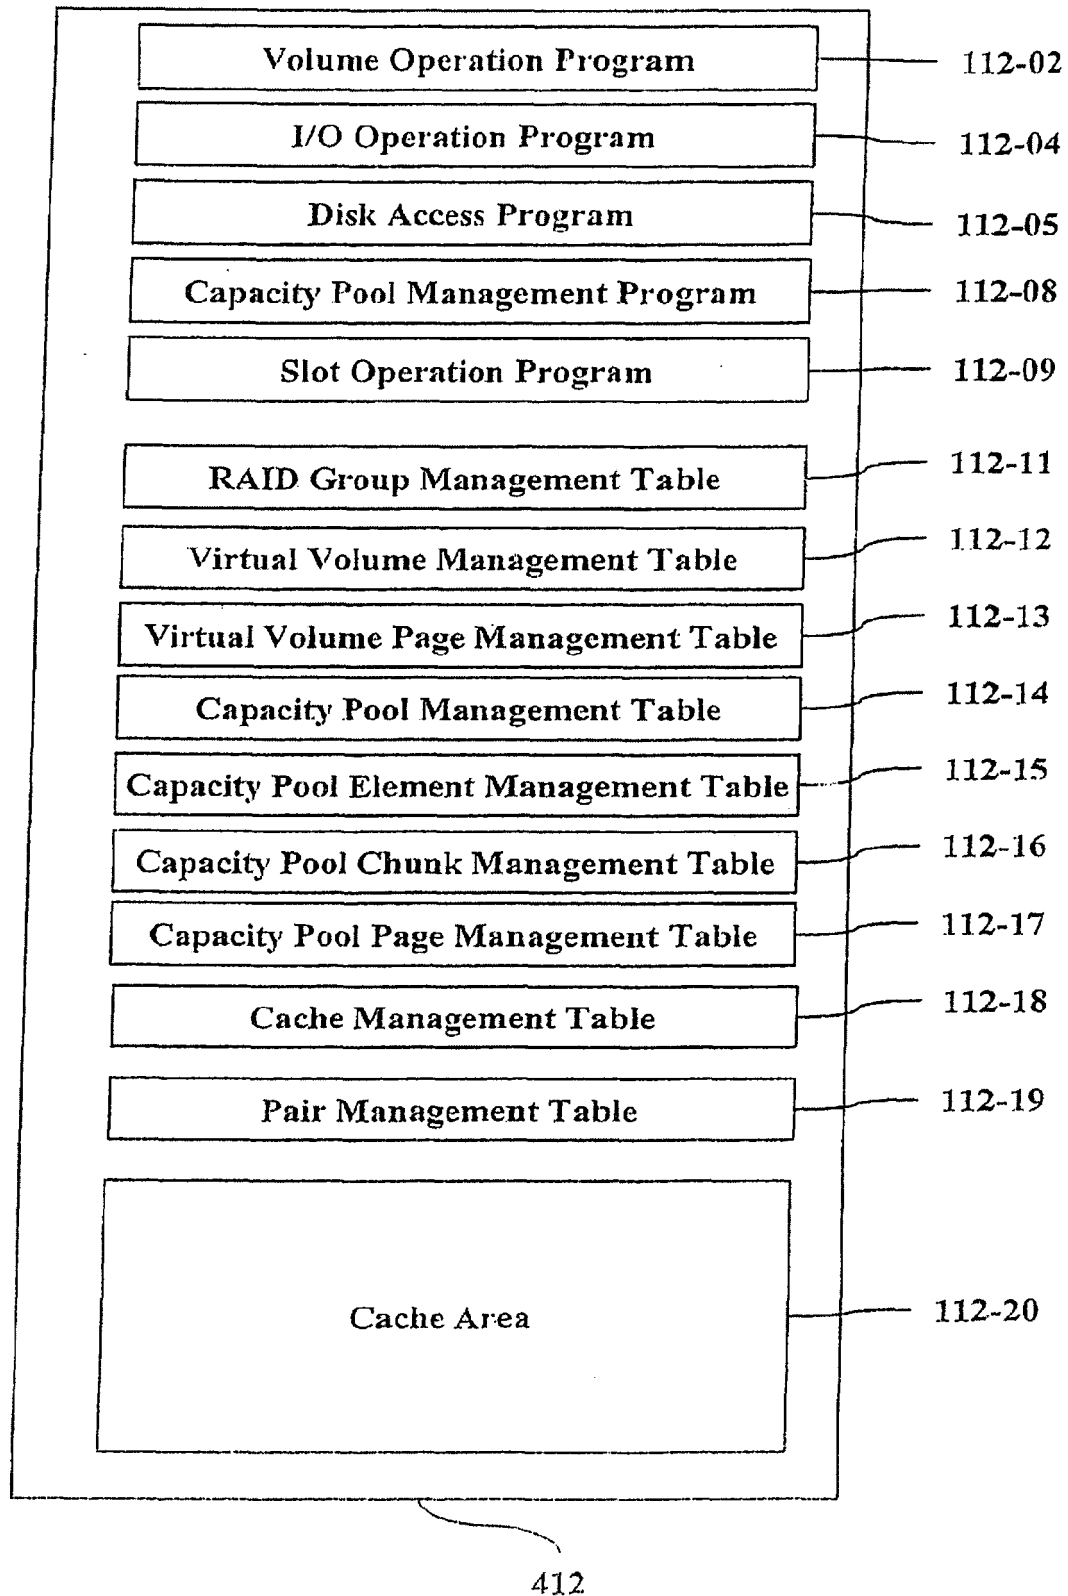 Volume Operation Program 112-02
I/O Operation Program 112-04
Disk Access Program 112-05
Capacity Pool Management Program 112-08
Slot Operation Program 112-09
RAID Group Management Table 112-11
Virtual Volume Management Table 112-12
Virtual Volume Page Management Table 112-13
Capacity Pool Management Table 112-14
Capacity Pool Element Management Table 112-15
Capacity Pool Chunk Management Table 112-16
Capacity Pool Page Management Table 112-17
Cache Management Table 112-18
Pair Management Table 112-19
Cache Area 112-20
412